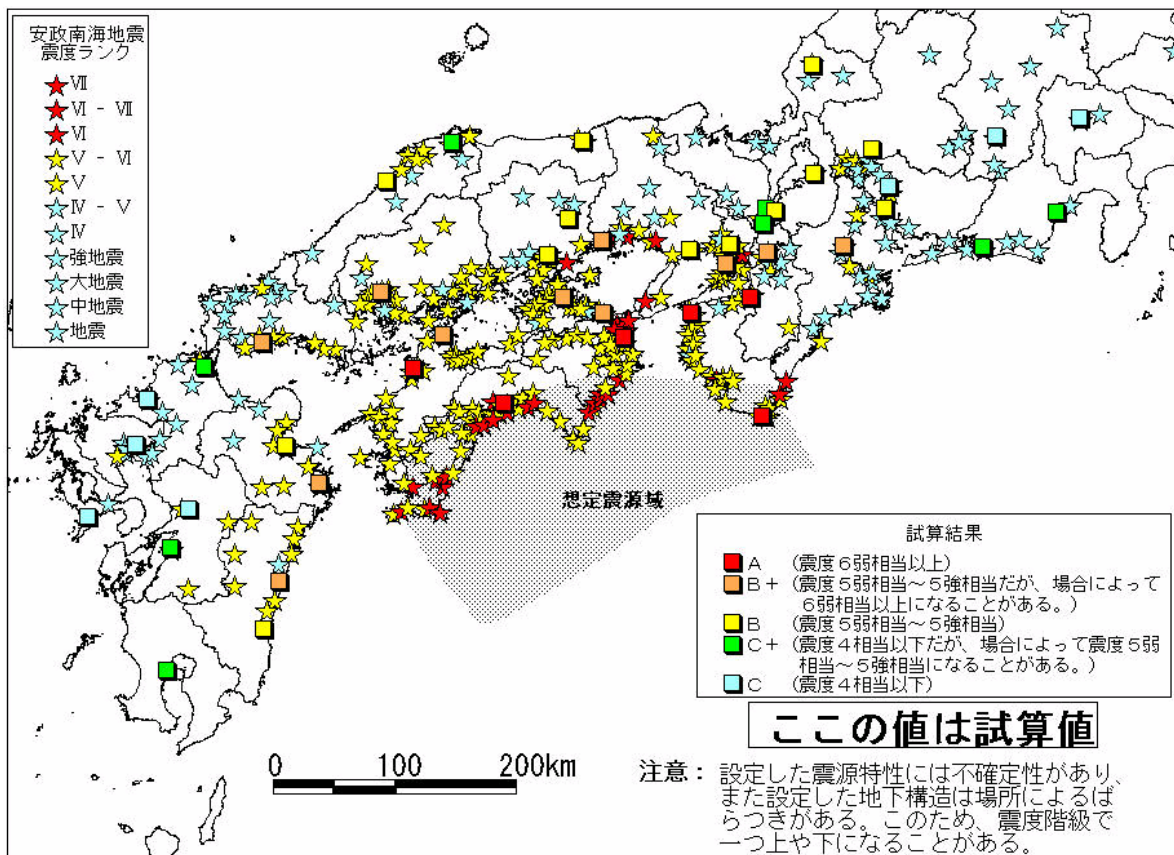 安政南海地震
震度ランク
Ⅶ
Ⅵ - Ⅶ
Ⅵ
Ⅴ - Ⅵ
Ⅴ
Ⅳ - Ⅴ
Ⅳ
強地震
大地震
中地震
地震
想定震源域
試算結果
A (震度6弱相当以上)
B+ (震度5弱相当~5強相当だが、場合によって
6弱相当以上になることがある。)
B (震度5弱相当~5強相当)
C+ (震度4相当以下だが、場合によって震度5弱
相当~5強相当になることがある。)
C (震度4相当以下)
ここの値は試算値
0 100 200km
注意: 設定した震源特性には不確定性があり、
また設定した地下構造は場所によるば
らつきがある。このため、震度階級で
一つ上や下になることがある。